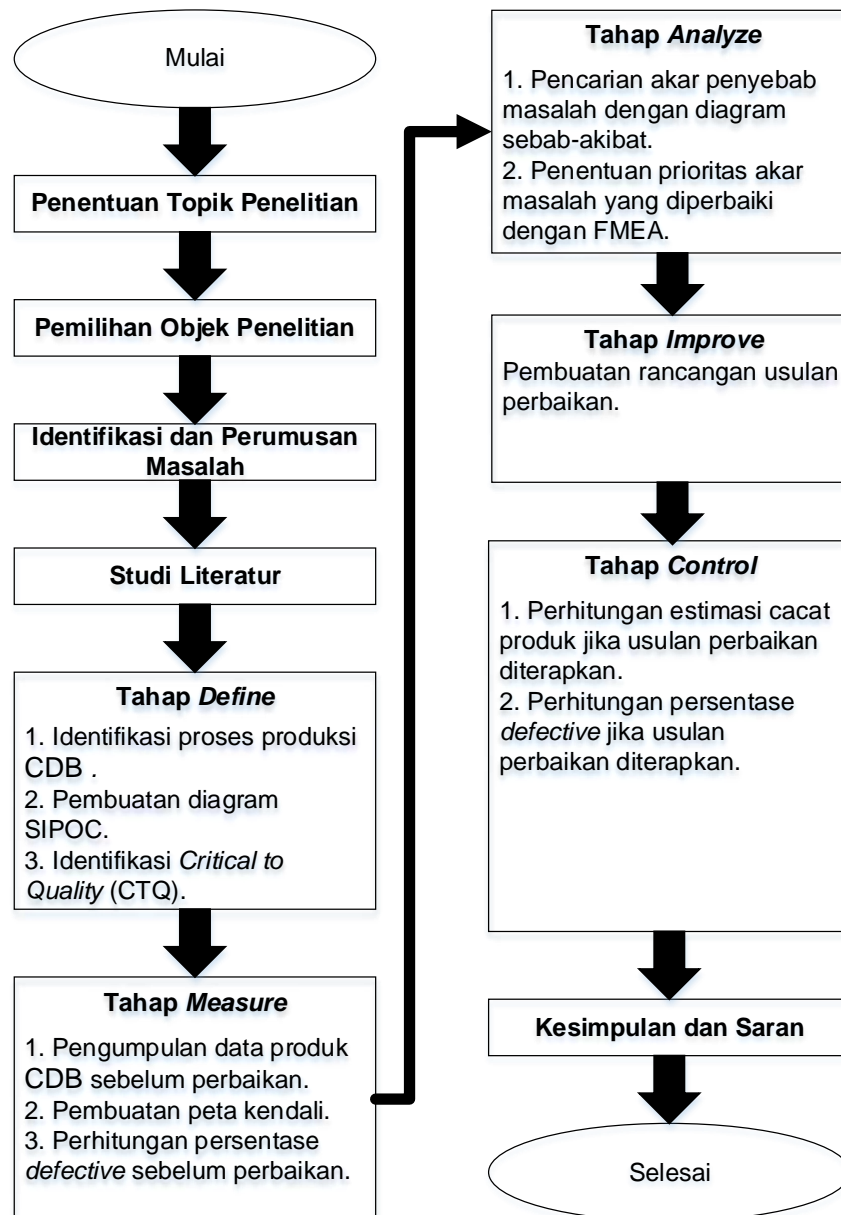 Mulai
Penentuan Topik Penelitian
Pemilihan Objek Penelitian
Identifikasi dan Perumusan
Masalah
Studi Literatur
Tahap Define
1. Identifikasi proses produksi
CDB .
2. Pembuatan diagram
SIPOC.
3. Identifikasi Critical to
Quality (CTQ).
Tahap Measure
1. Pengumpulan data produk
CDB sebelum perbaikan.
2. Pembuatan peta kendali.
3. Perhitungan persentase
defective sebelum perbaikan.
Tahap Analyze
1. Pencarian akar penyebab
masalah dengan diagram
sebab-akibat.
2. Penentuan prioritas akar
masalah yang diperbaiki
dengan FMEA.
Tahap Improve
Pembuatan rancangan usulan
perbaikan.
Tahap Control
1. Perhitungan estimasi cacat
produk jika usulan perbaikan
diterapkan.
2. Perhitungan persentase
defective jika usulan
perbaikan diterapkan.
Kesimpulan dan Saran
Selesai